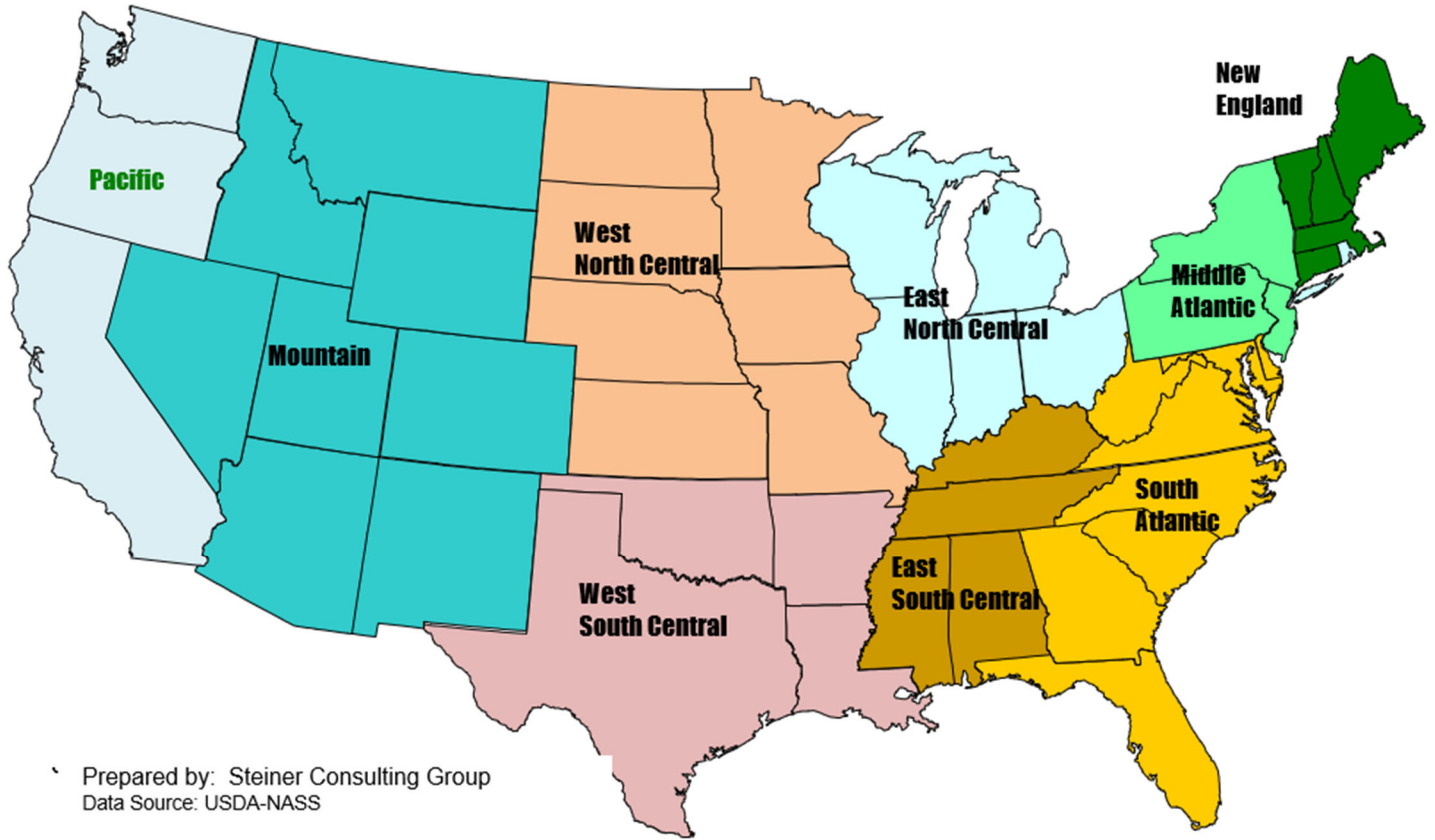 New
England
Pacific
West
North Central
Middle
Atlantic
East
North Central
Mountain
South
Atlantic
East
South Central
West
South Central
` Prepared by: Steiner Consulting Group
Data Source: USDA-NASS